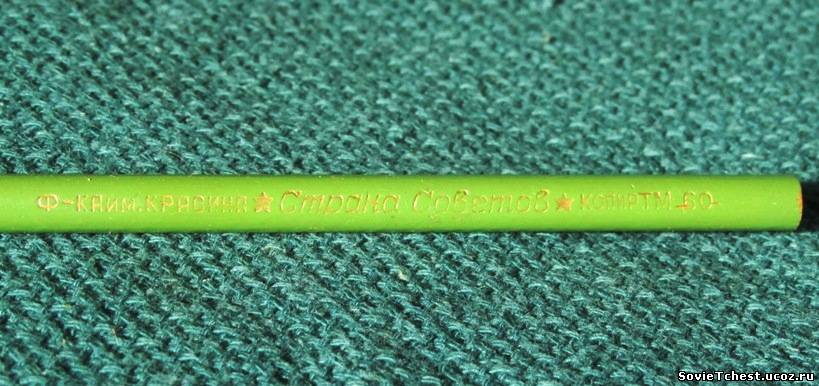 Ф-КА ИМ. КРАСИНА ★ Страна Советов ★ КОПИР ТМ-60-
SovieTchest.ucoz.ru